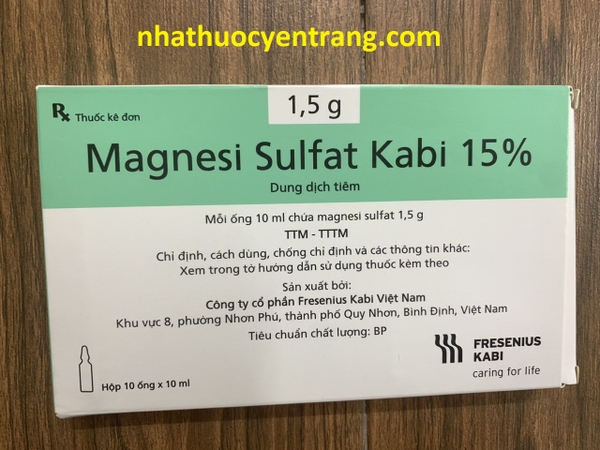 nhathuocyentrang.com
1,5 g
Rx Thuốc kê đơn
Magnesi Sulfat Kabi 15%
Dung dịch tiêm
Mỗi ống 10 ml chứa magnesi sulfat 1,5 g
TTM - TTTM
Chỉ định, cách dùng, chống chỉ định và các thông tin khác:
Xem trong tờ hướng dẫn sử dụng thuốc kèm theo
Sản xuất bởi:
Công ty cổ phần Fresenius Kabi Việt Nam
Khu vực 8, phường Nhơn Phú, thành phố Quy Nhơn, Bình Định, Việt Nam
Tiêu chuẩn chất lượng: BP
FRESENIUS
KABI
caring for life
Hộp 10 ống x 10 ml